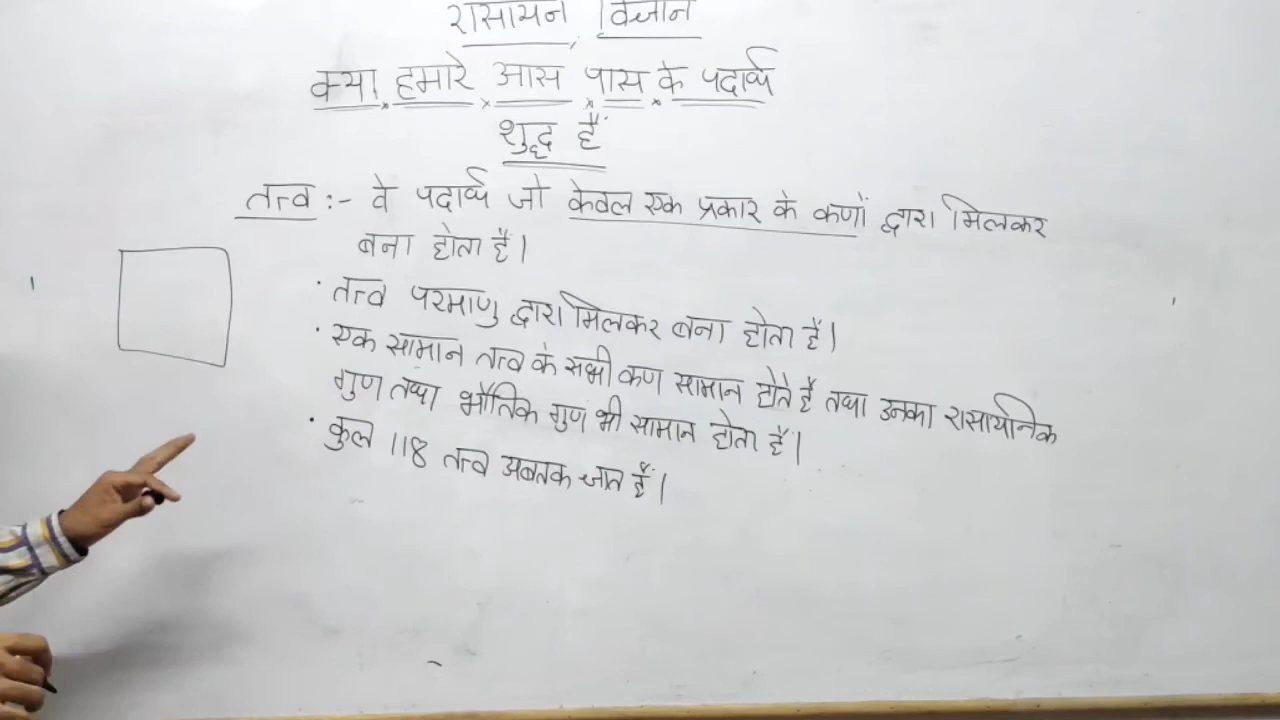 रासायन विज्ञान
क्या हमारे आस पास के पदार्थ
शुद्ध हैं
तत्त्व :- वे पदार्थ जो केवल एक प्रकार के कणों द्वारा मिलकर
बना होता है।
· तत्त्व परमाणु द्वारा मिलकर बना होता है।
· एक सामान तत्त्व के सभी कण सामान होते है तथा उनका रासायनिक
गुण तथा भौतिक गुण भी सामान होता है।
· कुल 118 तत्त्व अबतक ज्ञात हैं।